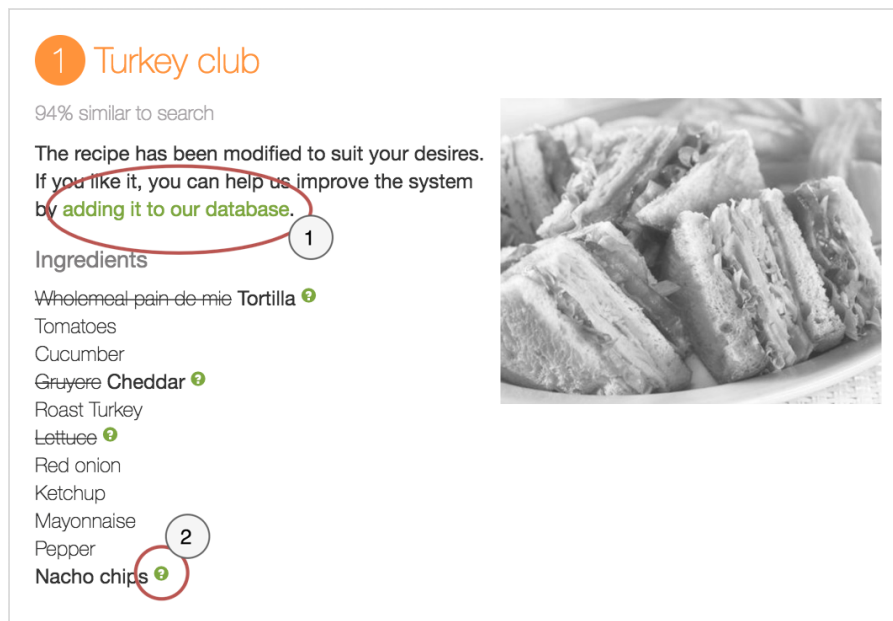 1 Turkey club
94% similar to search
The recipe has been modified to suit your desires.
If you like it, you can help us improve the system
by adding it to our database.
1
Ingredients
Wholemeal pain de mie Tortilla ?
Tomatoes
Cucumber
Gruyere Cheddar ?
Roast Turkey
Lettuce ?
Red onion
Ketchup
Mayonnaise
2
Pepper
Nacho chips ?